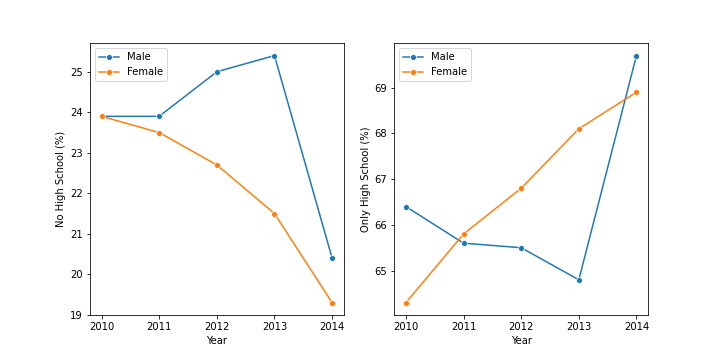 Male
Female
No High School (%)
25
24
23
22
21
20
19
2010 2011 2012 2013 2014
Year
Male
Female
Only High School (%)
69
68
67
66
65
2010 2011 2012 2013 2014
Year